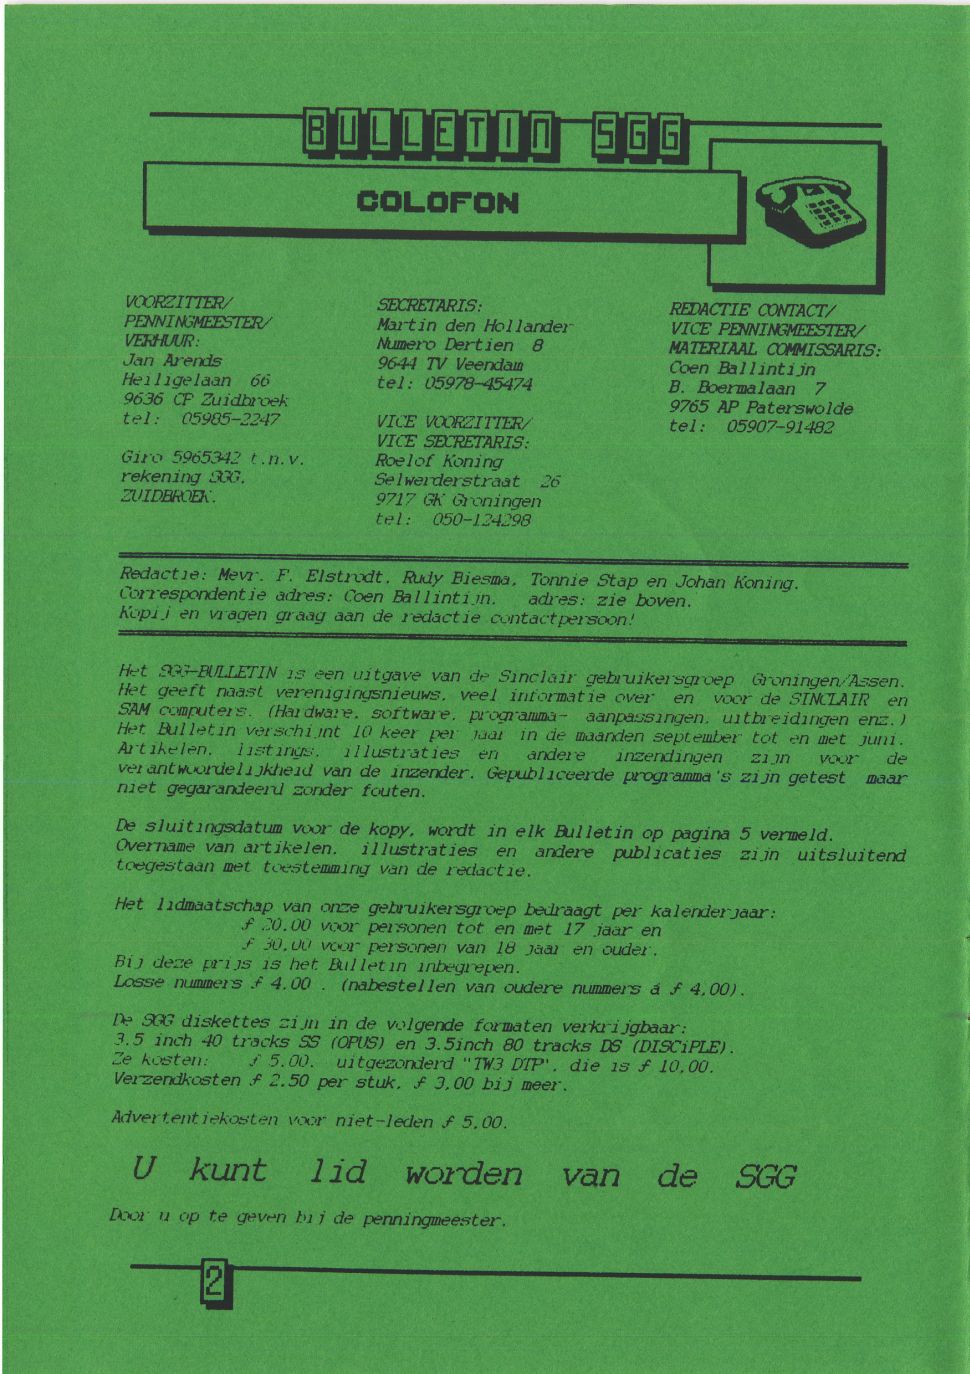 BULLETIN SGG
COLOFON
VOORZITTER/
PENNINGMEESTER/
VERHUUR:
Jan Arends
Heiligelaan 66
9636 CP Zuidbroek
tel: 05985-2247
Giro 5965342 t.n.v.
rekening SGG.
ZUIDBROEK.
SECRETARIS:
Martin den Hollander
Numero Dertien 8
9644 TV Veendam
tel: 05978-45474
VICE VOORZITTER/
VICE SECRETARIS:
Roelof Koning
Selwerderstraat 26
9717 GK Groningen
tel: 050-124298
REDACTIE CONTACT/
VICE PENNINGMEESTER/
MATERIAAL COMMISSARIS:
Coen Ballintijn
B. Boermalaan 7
9765 AP Paterswolde
tel: 05907-91482
Redactie: Mevr. F. Elstrodt, Rudy Biesma, Tonnie Stap en Johan Koning.
Correspondentie adres: Coen Ballintijn. adres: zie boven.
Kopij en vragen graag aan de redactie contactpersoon!
Het SGG-BULLETIN is een uitgave van de Sinclair gebruikersgroep Groningen/Assen.
Het geeft naast verenigingsnieuws, veel informatie over en voor de SINCLAIR en
SAM computers. (Hardware, software, programma- aanpassingen, uitbreidingen enz.)
Het Bulletin verschijnt 10 keer per jaar in de maanden september tot en met juni.
Artikelen, listings, illustraties en andere inzendingen zijn voor de
verantwoordelijkheid van de inzender. Gepubliceerde programma's zijn getest maar
niet gegarandeerd zonder fouten.
De sluitingsdatum voor de kopy, wordt in elk Bulletin op pagina 5 vermeld.
Overname van artikelen, illustraties en andere publicaties zijn uitsluitend
toegestaan met toestemming van de redactie.
Het lidmaatschap van onze gebruikersgroep bedraagt per kalenderjaar:
ƒ 20.00 voor personen tot en met 17 jaar en
ƒ 30.00 voor personen van 18 jaar en ouder.
Bij deze prijs is het Bulletin inbegrepen.
Losse nummers ƒ 4.00 . (nabestellen van oudere nummers á ƒ 4,00).
De SGG diskettes zijn in de volgende formaten verkrijgbaar:
3.5 inch 40 tracks SS (OPUS) en 3.5inch 80 tracks DS (DISCiPLE).
Ze kosten: ƒ 5.00. uitgezonderd "TW3 DTP", die is ƒ 10,00.
Verzendkosten ƒ 2.50 per stuk, ƒ 3,00 bij meer.
Advertentiekosten voor niet-leden ƒ 5,00.
U kunt lid worden van de SGG
Door u op te geven bij de penningmeester.
2